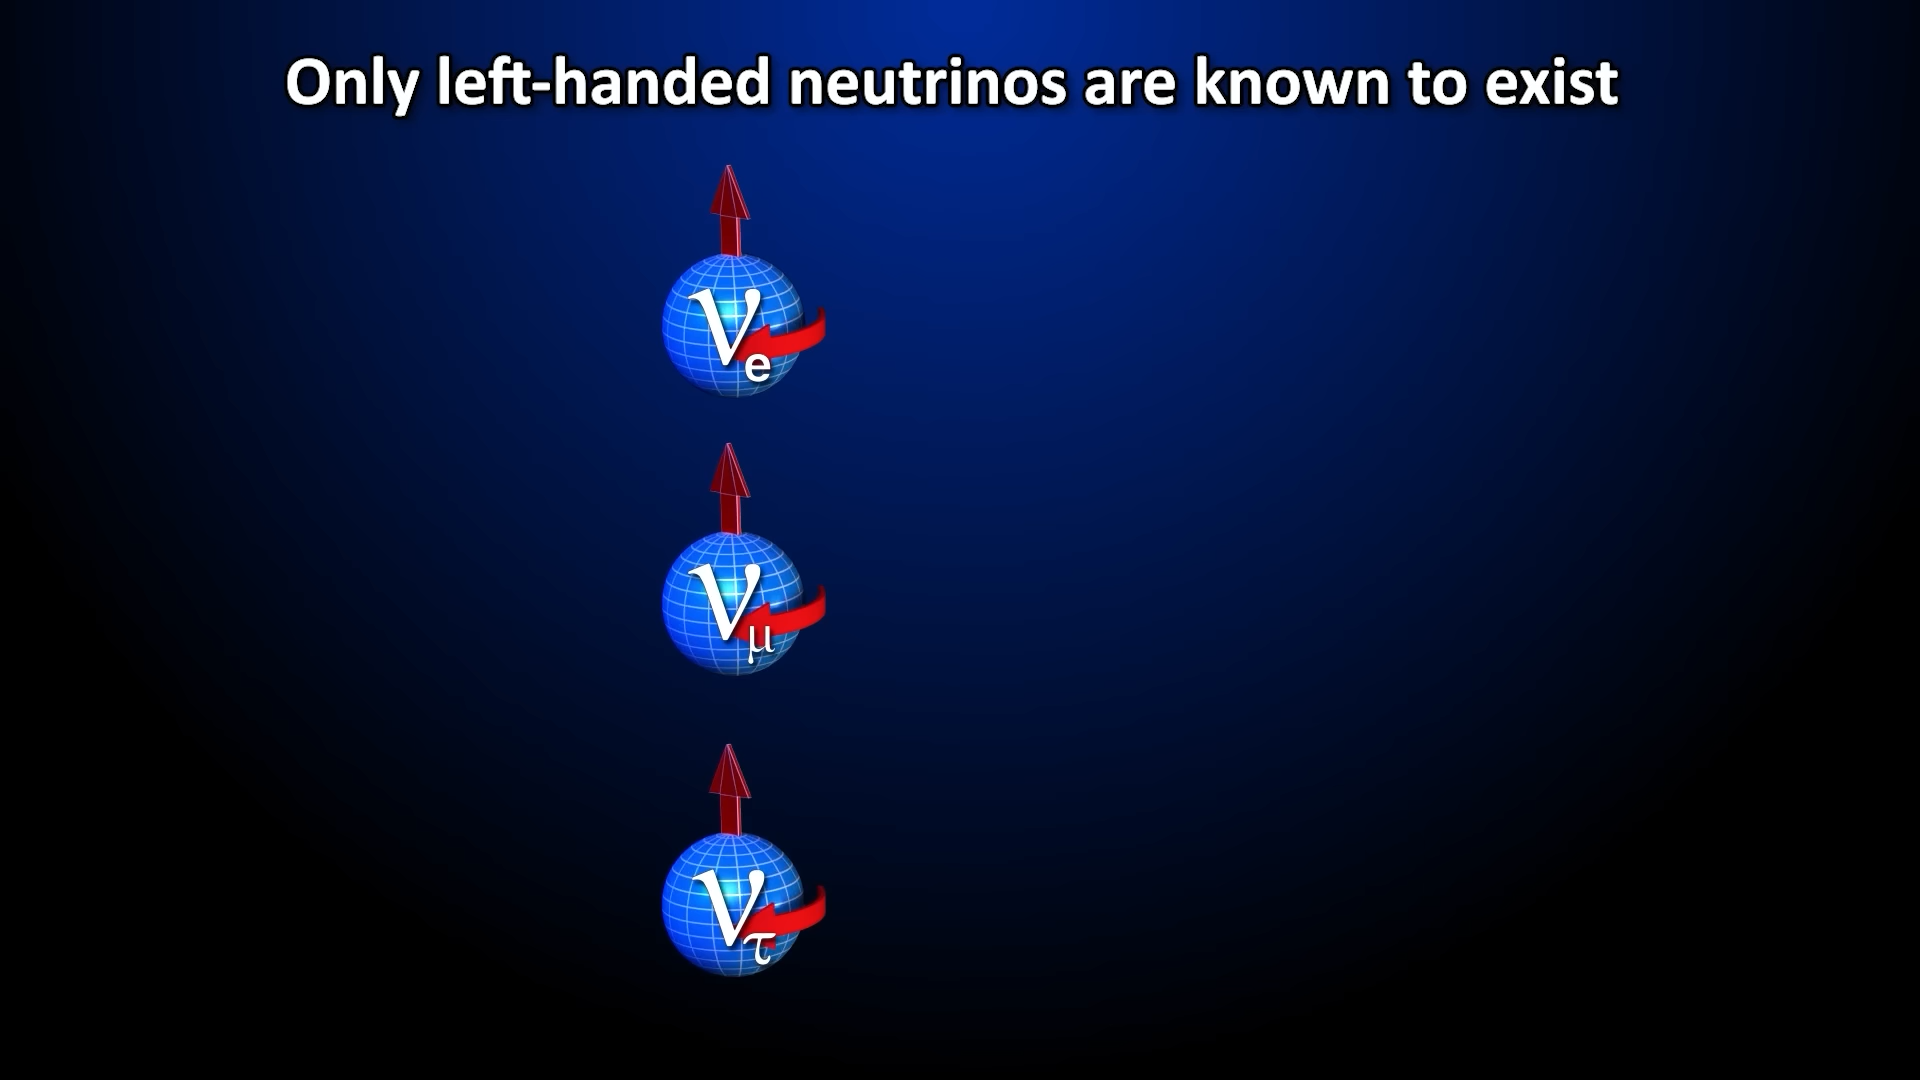 Only left-handed neutrinos are known to exist
νe
νμ
ντ